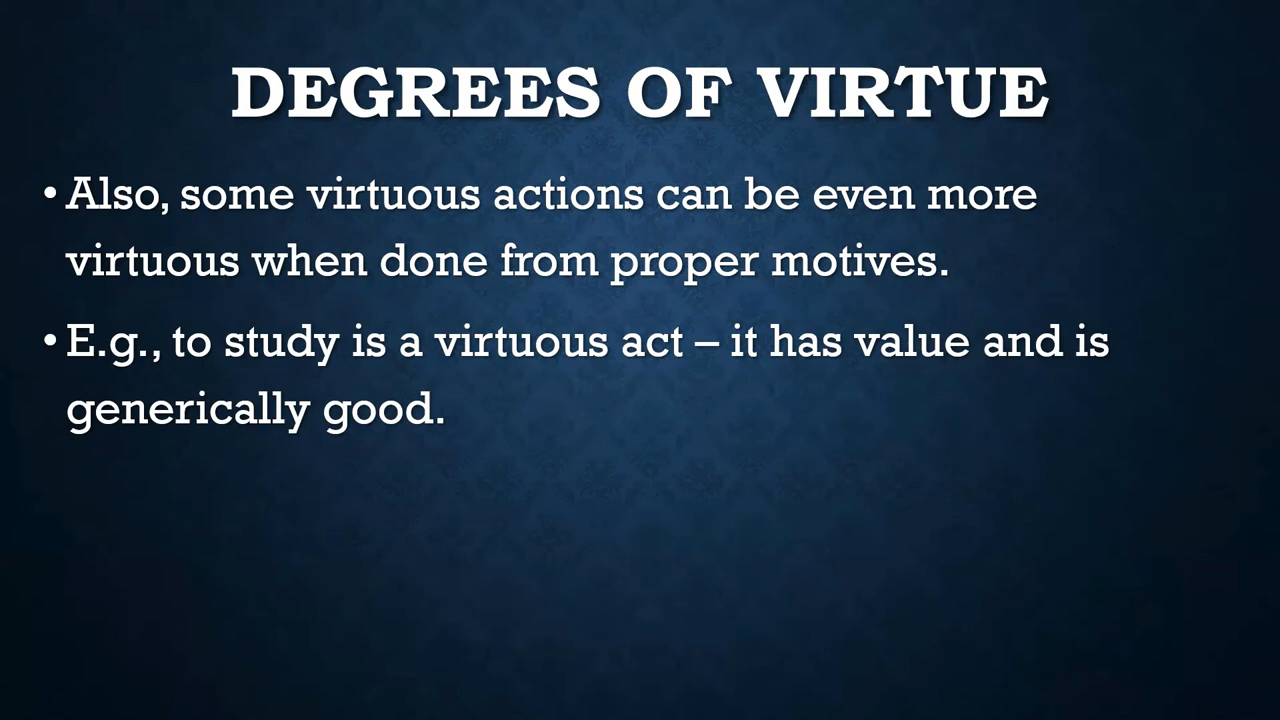 DEGREES OF VIRTUE
• Also, some virtuous actions can be even more
virtuous when done from proper motives.
• E.g., to study is a virtuous act – it has value and is
generically good.